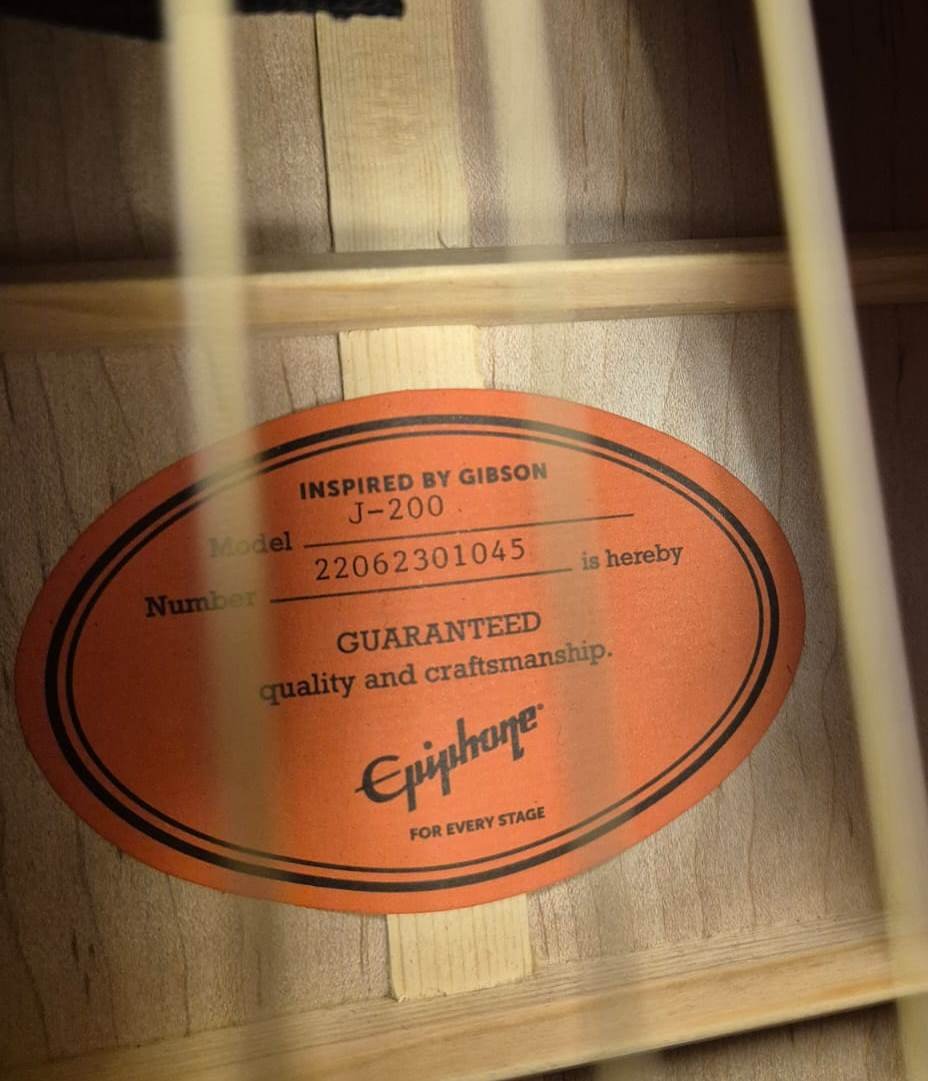 INSPIRED BY GIBSON
Model J-200
Number 22062301045 is hereby
GUARANTEED
quality and craftsmanship.
Epiphone
FOR EVERY STAGE